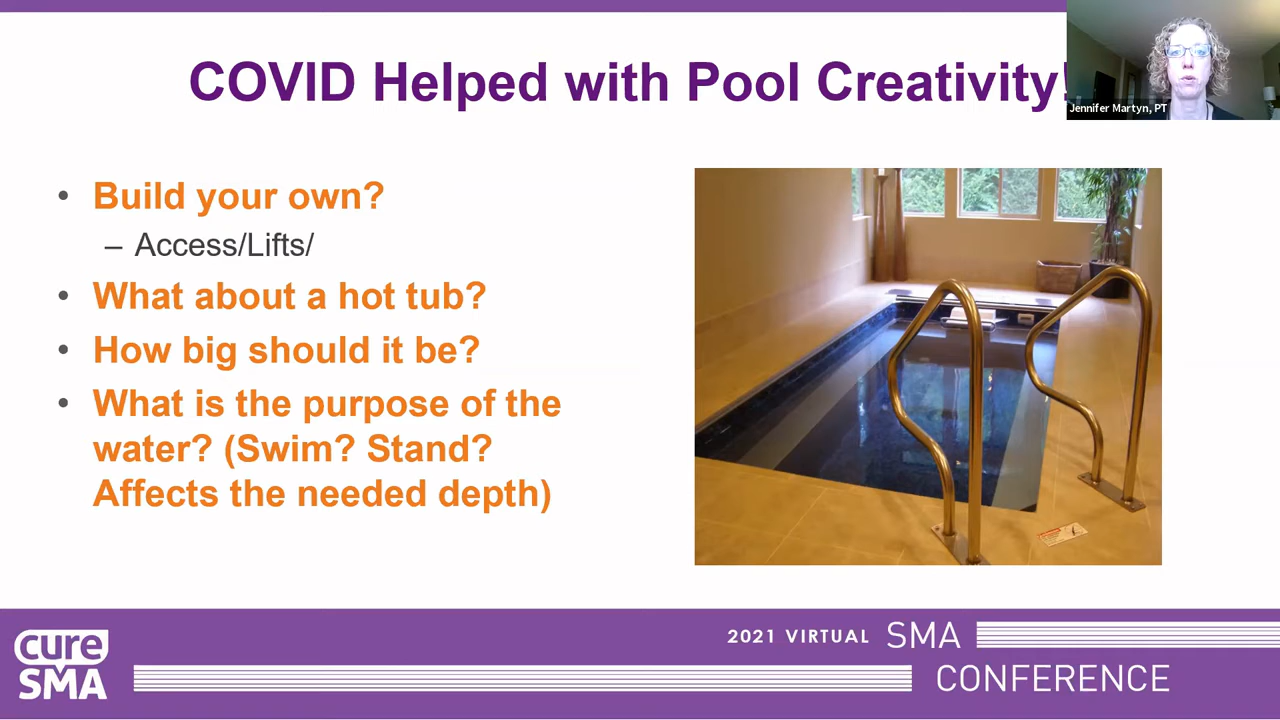 COVID Helped with Pool Creativity!
Jennifer Martyn, PT
• Build your own?
– Access/Lifts/
• What about a hot tub?
• How big should it be?
• What is the purpose of the
water? (Swim? Stand?
Affects the needed depth)
cure
SMA
2021 VIRTUAL SMA
CONFERENCE